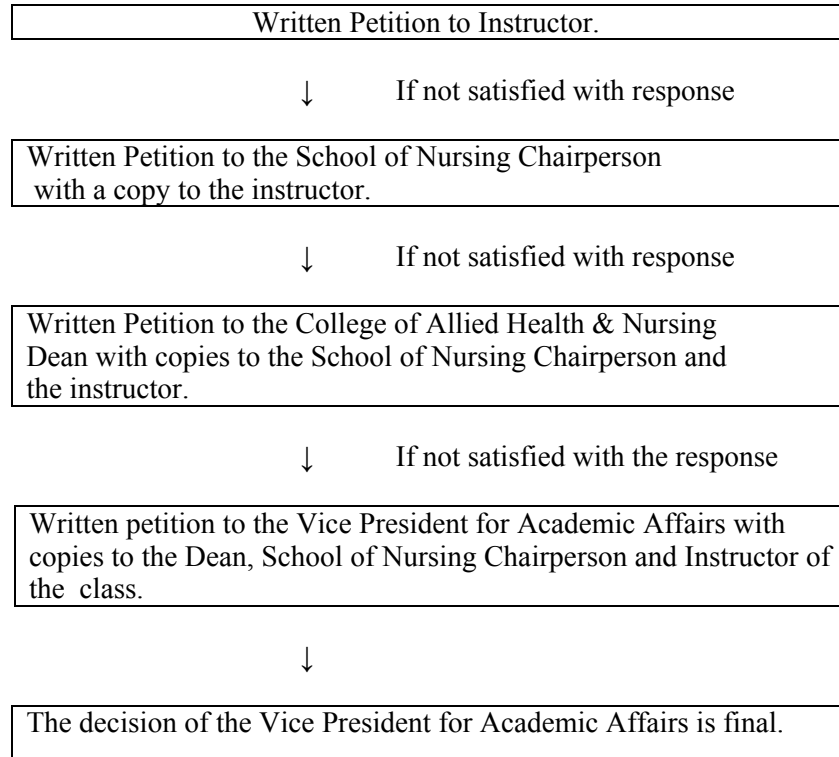 Written Petition to Instructor.
↓ If not satisfied with response
Written Petition to the School of Nursing Chairperson
with a copy to the instructor.
↓ If not satisfied with response
Written Petition to the College of Allied Health & Nursing
Dean with copies to the School of Nursing Chairperson and
the instructor.
↓ If not satisfied with the response
Written petition to the Vice President for Academic Affairs with
copies to the Dean, School of Nursing Chairperson and Instructor of
the class.
↓
The decision of the Vice President for Academic Affairs is final.